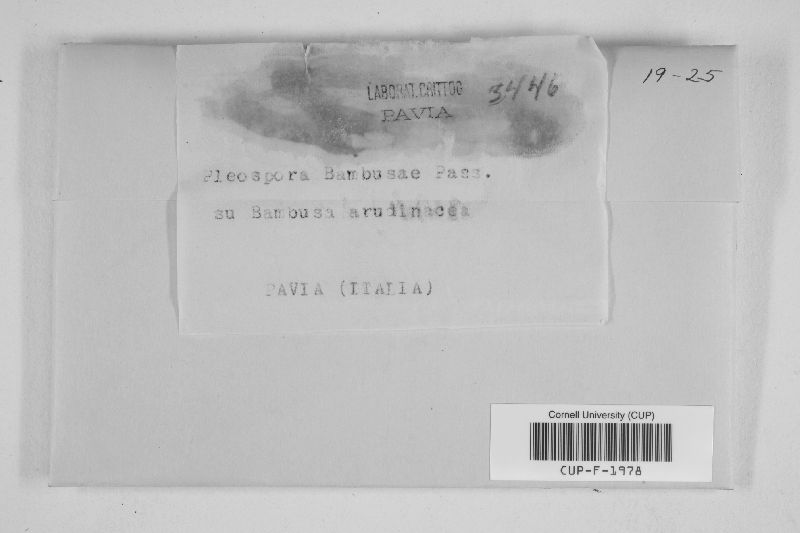 19-25
LABORAT. CRITTOG
PAVIA
3446
Pleospora Bambusae Pass.
su Bambusa arudinacea
PAVIA (ITALIA)
Cornell University (CUP)
CUP-F-1978